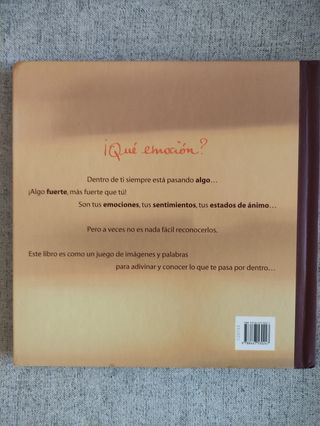 ¡Qué emoción?
Dentro de ti siempre está pasando algo...
¡Algo fuerte, más fuerte que tú!
Son tus emociones, tus sentimientos, tus estados de ánimo...
Pero a veces no es nada fácil reconocerlos.
Este libro es como un juego de imágenes y palabras
para adivinar y conocer lo que te pasa por dentro...